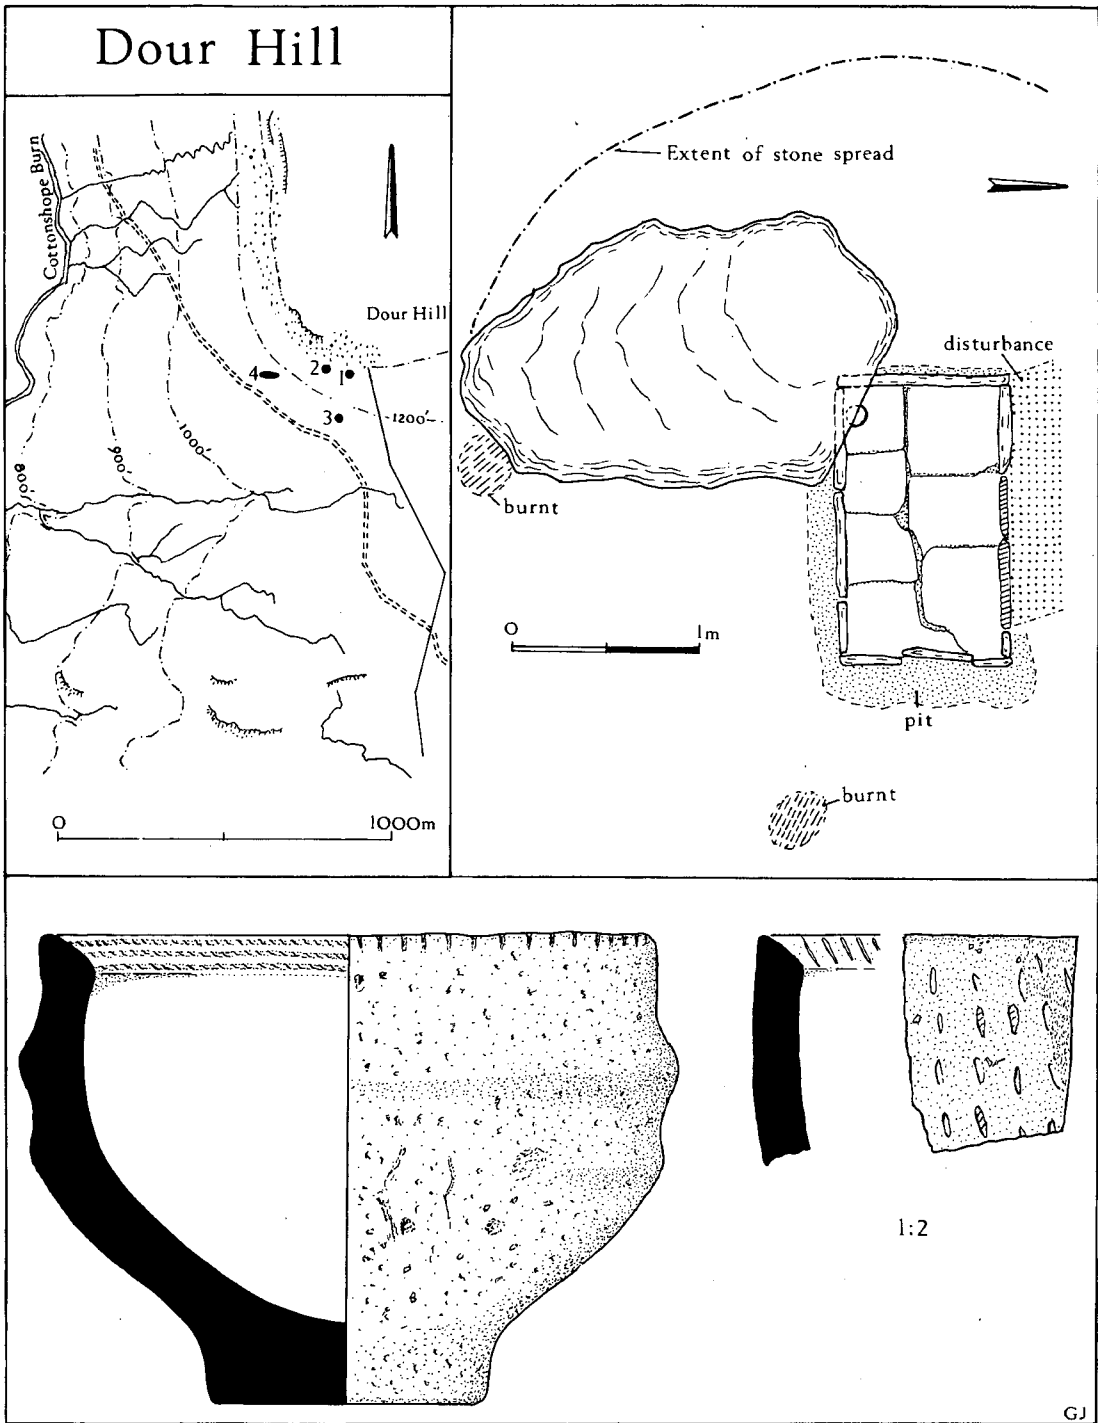 Dour Hill
Cottonshope Burn
Dour Hill
2
1
4
3
1200'
1000'
900'
800'
0 1000m
Extent of stone spread
disturbance
burnt
0 1m
pit
burnt
1:2
GJ